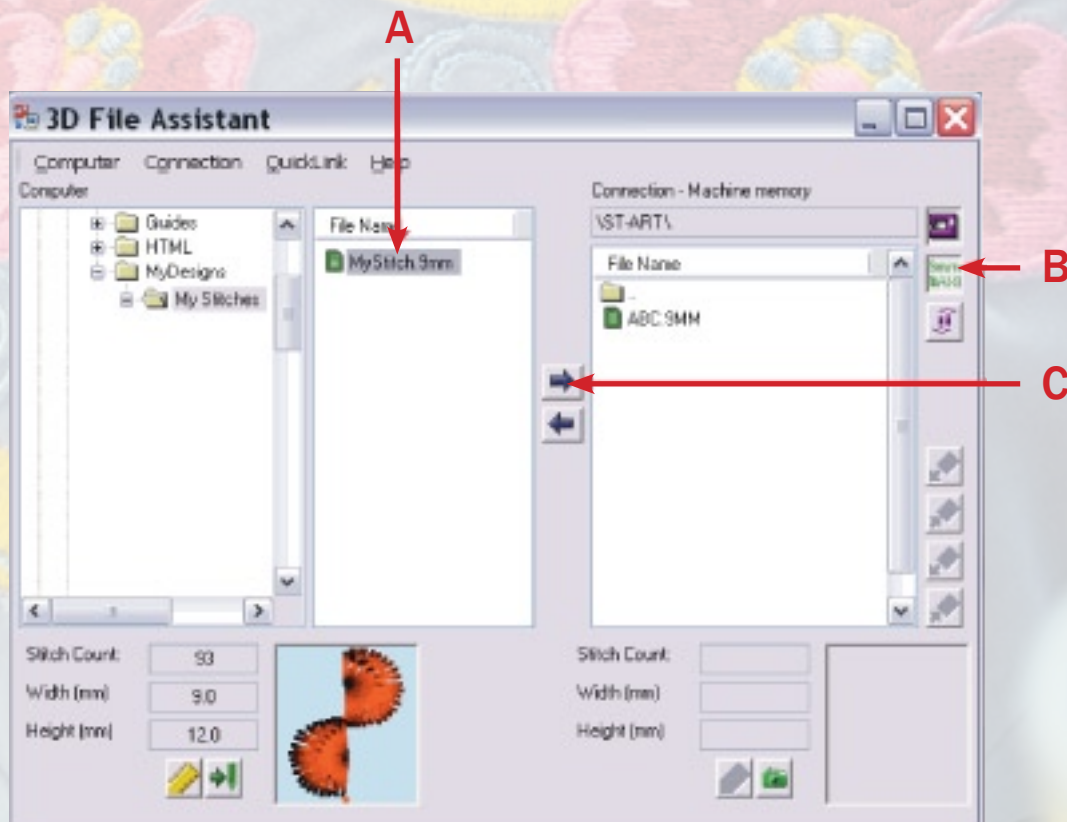 A
3D File Assistant
Computer Connection QuickLink Help
Computer
Connection - Machine memory
\ST-ART\
Guides
HTML
MyDesigns
My Stitches
File Name
MyStitch.9mm
File Name
..
ABC.9MM
B
C
Stitch Count: 93
Width (mm) 9.0
Height (mm) 12.0
Stitch Count:
Width (mm)
Height (mm)